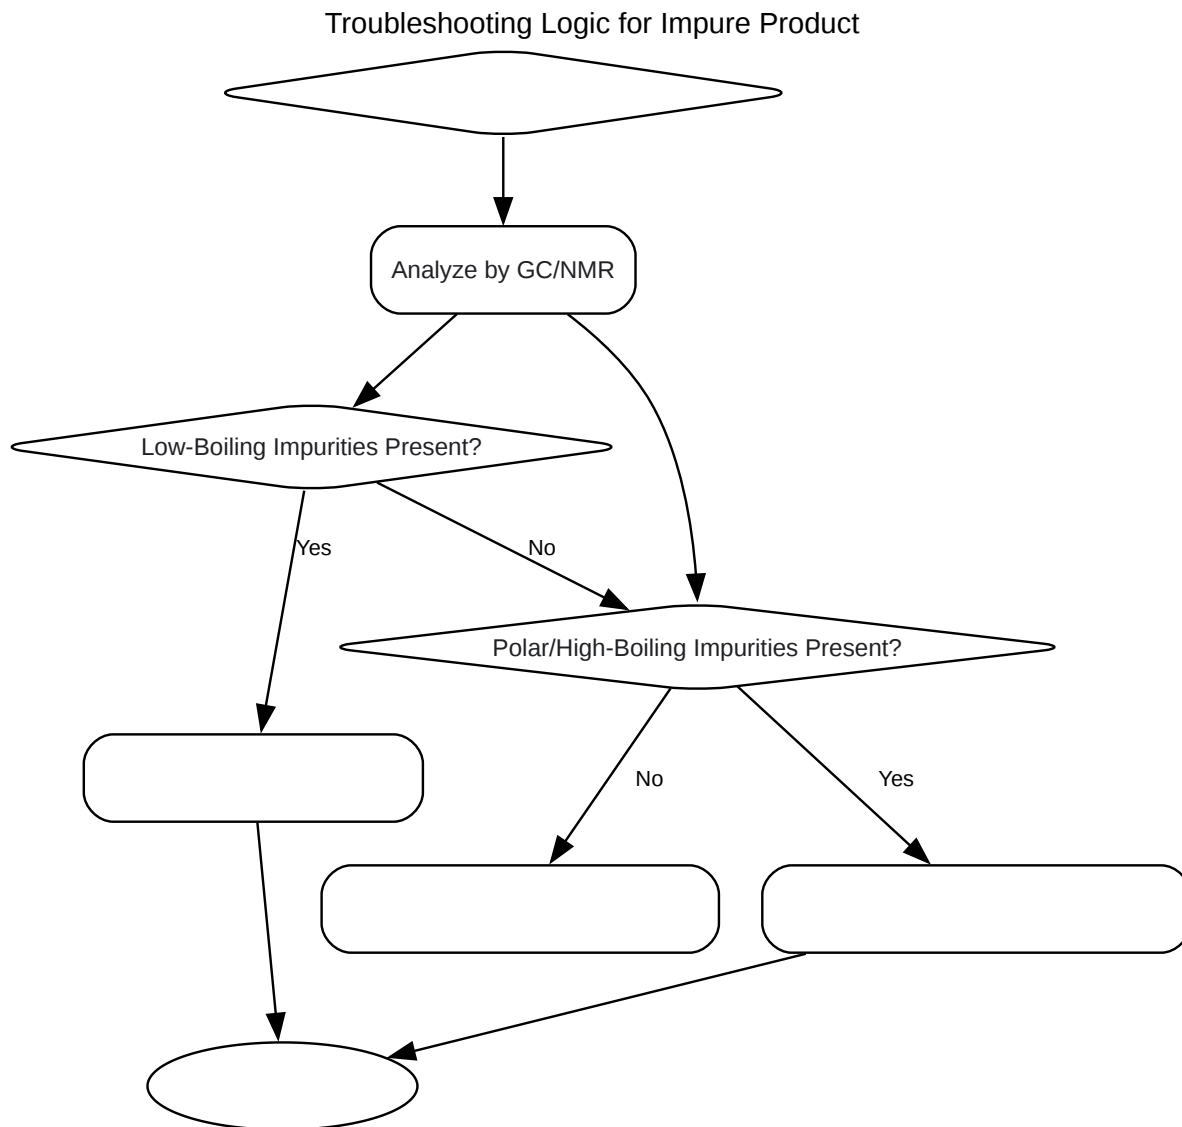 Troubleshooting Logic for Impure Product
Analyze by GC/NMR
Low-Boiling Impurities Present?
Yes
No
Polar/High-Boiling Impurities Present?
No
Yes